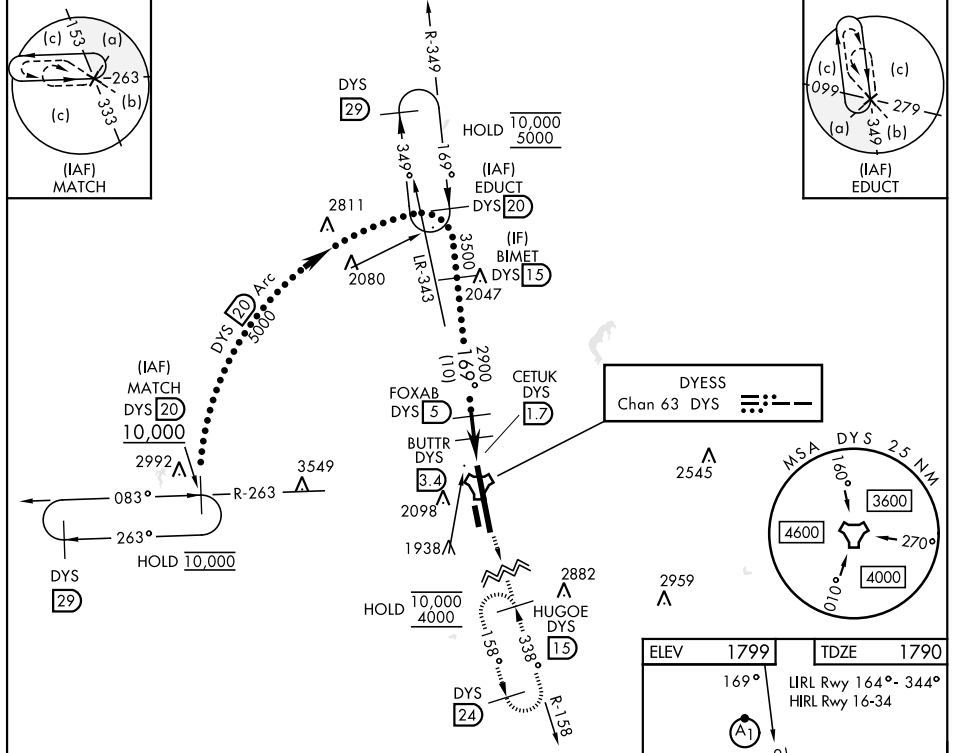 (c)
153
(a)
263
(b)
333
(c)
(IAF)
MATCH
R-349
DYS
29
HOLD 10,000
5000
349°
169°
(IAF)
EDUCT
DYS 20
(c)
(c)
099
279
(a)
349
(b)
(IAF)
EDUCT
2811
2080
LR-343
3500
(IF)
BIMET
DYS 15
2047
DYS 20 Arc
5000
(IAF)
MATCH
DYS 20
10,000
2992
2900
169°
(10)
FOXAB
DYS 5
CETUK
DYS
1.7
DYESS
Chan 63 DYS
BUTTR
DYS
3.4
2098
1938
2545
083°
R-263
3549
263°
HOLD 10,000
DYS
29
MSA DYS 25 NM
160°
3600
4600
270°
4000
010°
2882
2959
HOLD 10,000
4000
HUGOE
DYS
15
158°
338°
DYS
24
R-158
ELEV 1799
TDZE 1790
169°
LIRL Rwy 164°- 344°
HIRL Rwy 16-34
A1